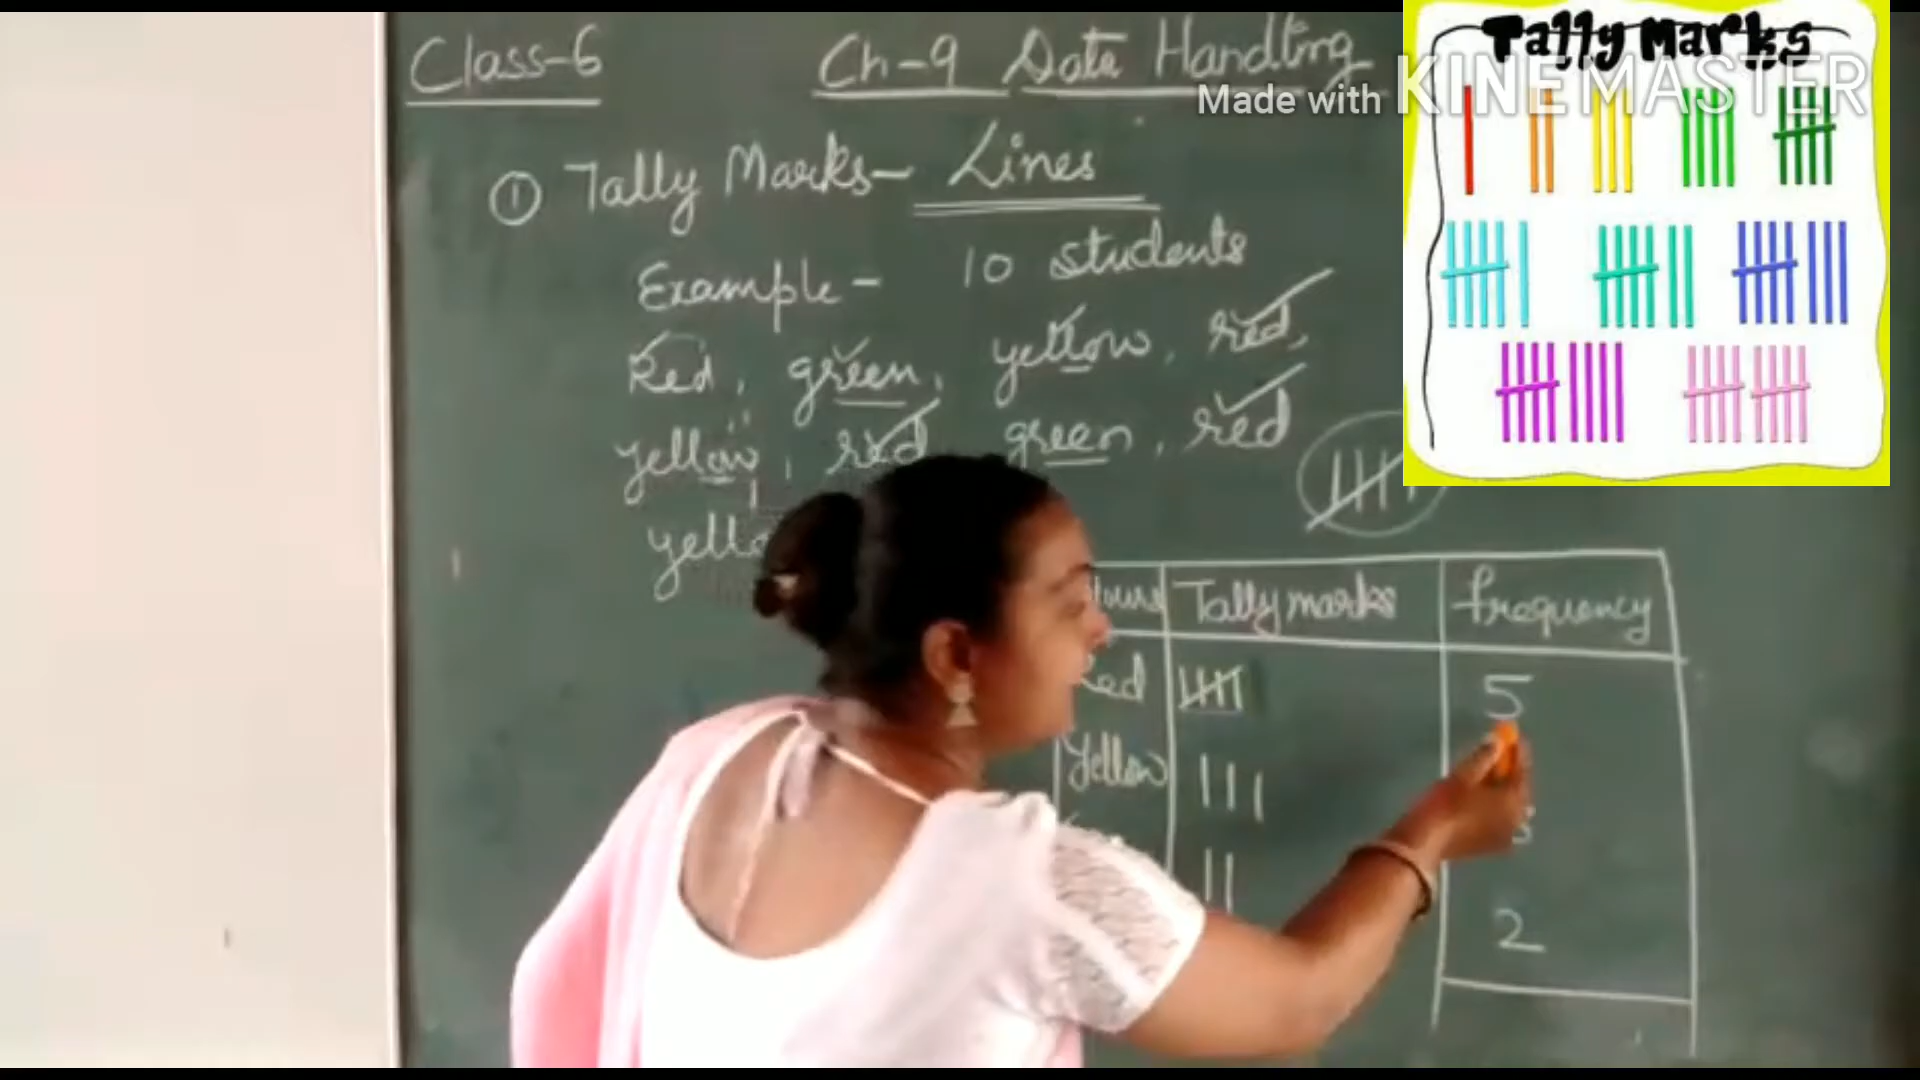 Class-6
Ch-9 Data Handling
① Tally Marks- Lines
Example- 10 students
Red, green, yellow, red,
yellow, red, green, red
Tally marks frequency
5
Yellow
2
Tally Marks
Made with KINEMASTER